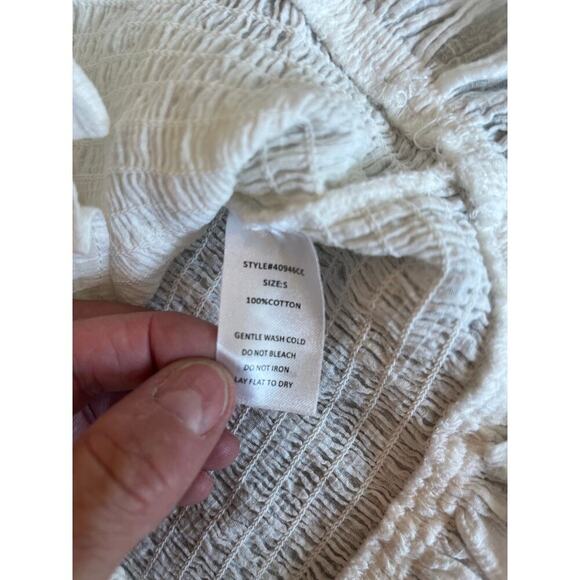 STYLE#40946CC
SIZE:S
100%COTTON
GENTLE WASH COLD
DO NOT BLEACH
DO NOT IRON
LAY FLAT TO DRY